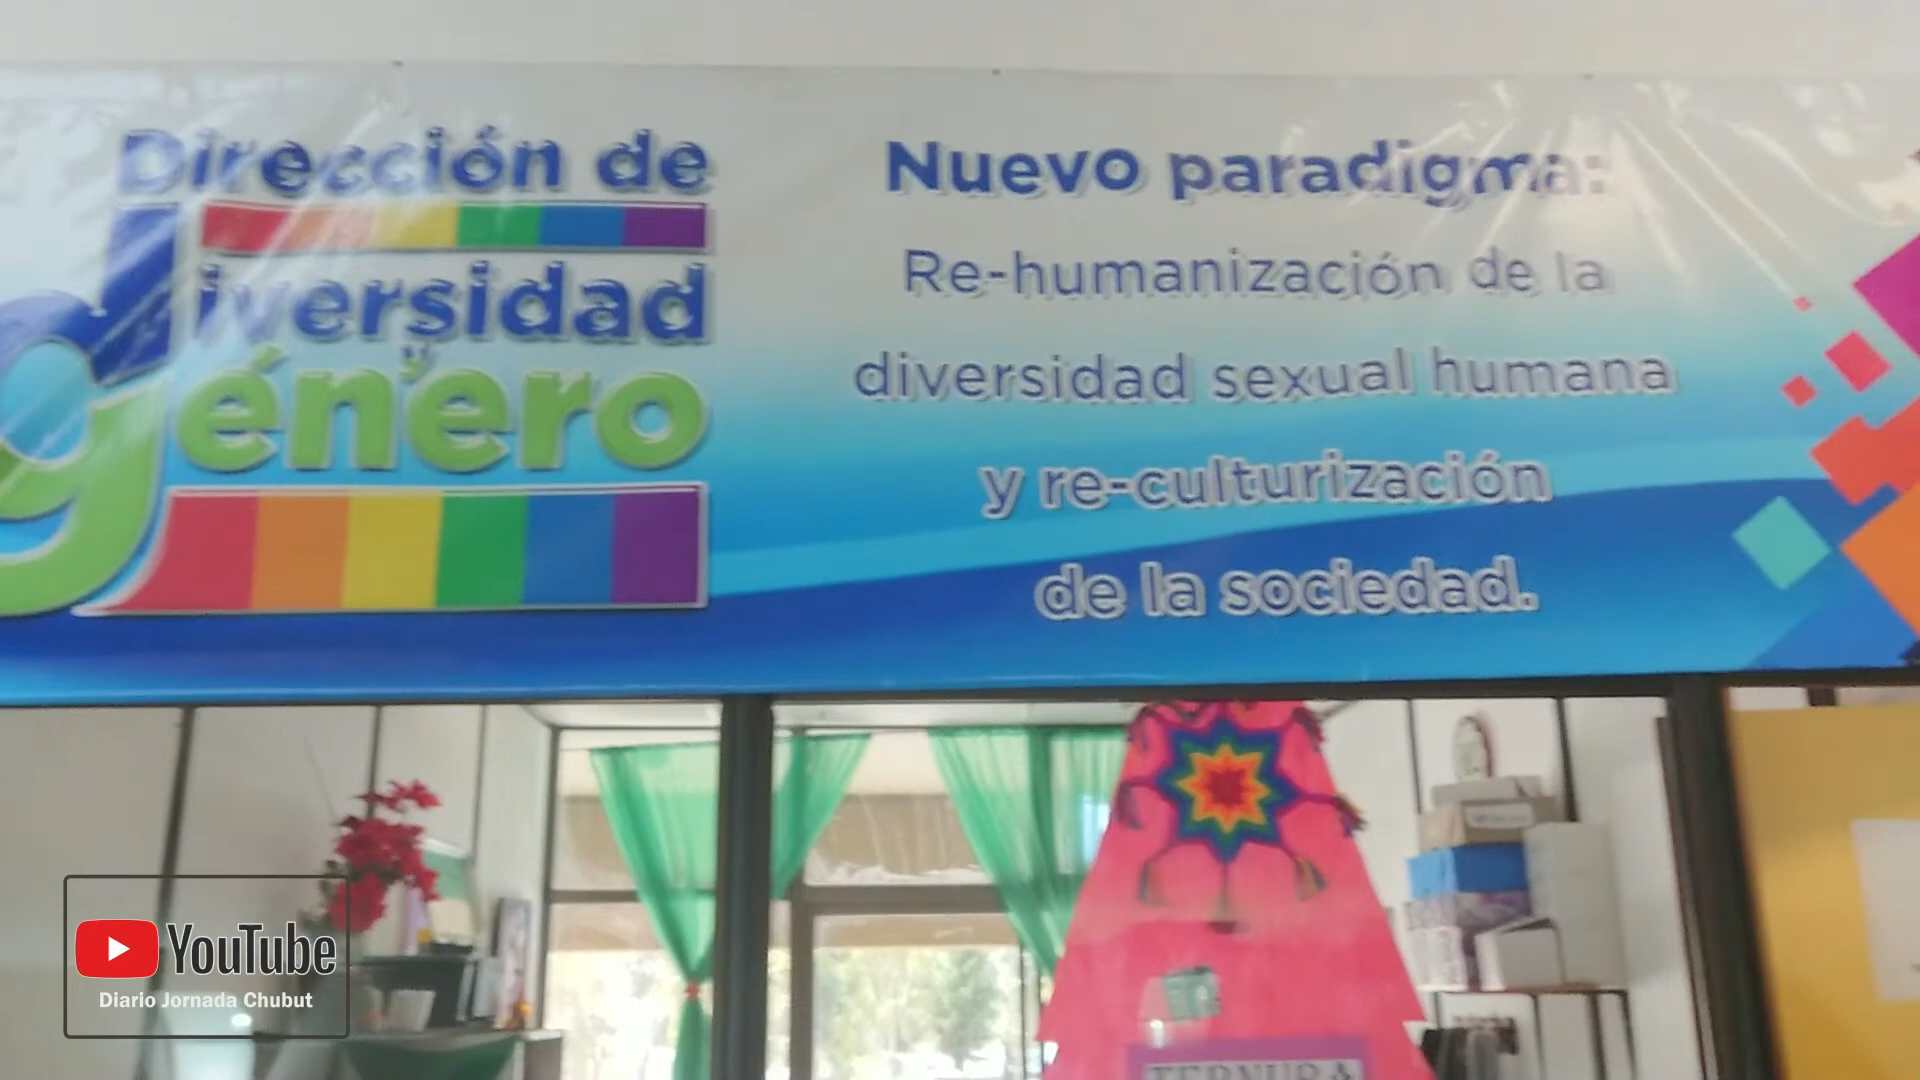 Dirección de
diversidad
y
género
Nuevo paradigma:
Re-humanización de la
diversidad sexual humana
y re-culturización
de la sociedad.
YouTube
Diario Jornada Chubut
TERNURA